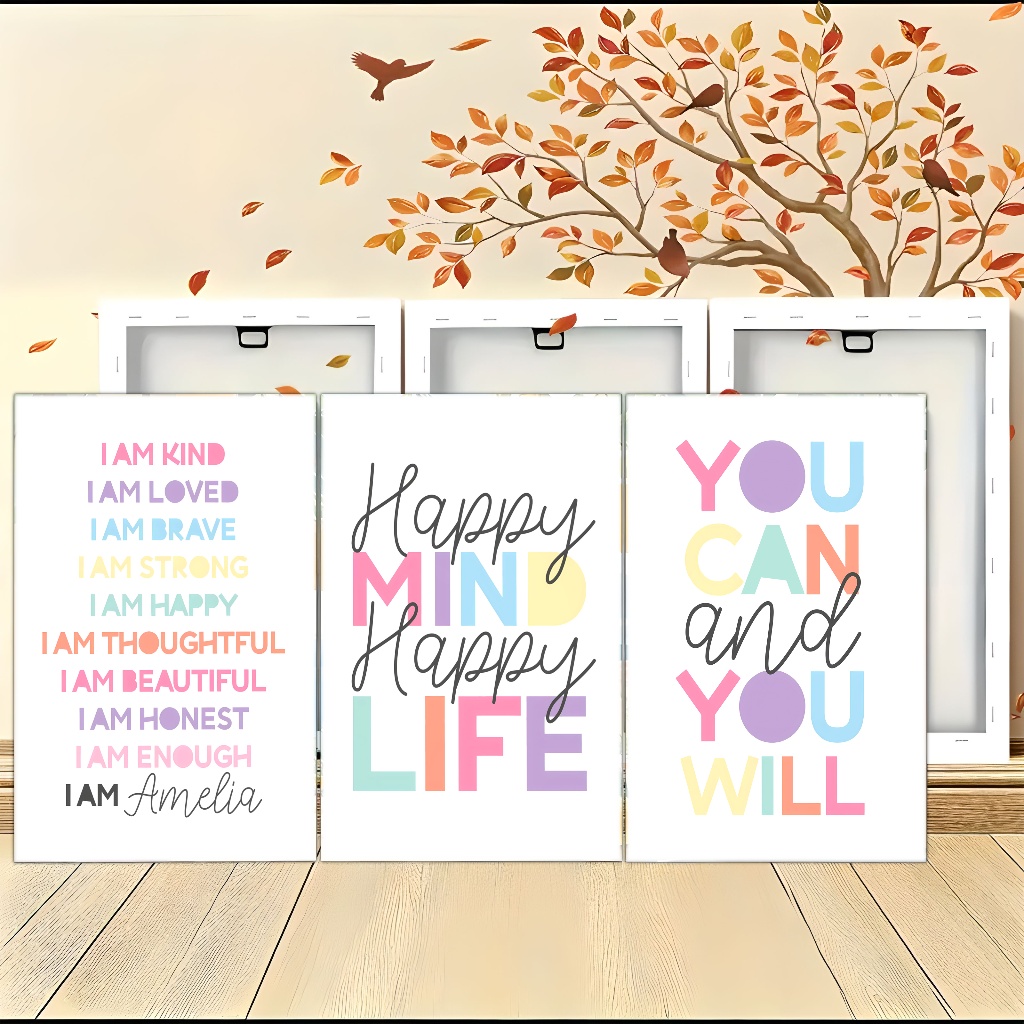 I AM KIND
I AM LOVED
I AM BRAVE
I AM STRONG
I AM HAPPY
I AM THOUGHTFUL
I AM BEAUTIFUL
I AM HONEST
I AM ENOUGH
I AM Amelia
Happy
MIND
Happy
LIFE
YOU
CAN
and
YOU
WILL